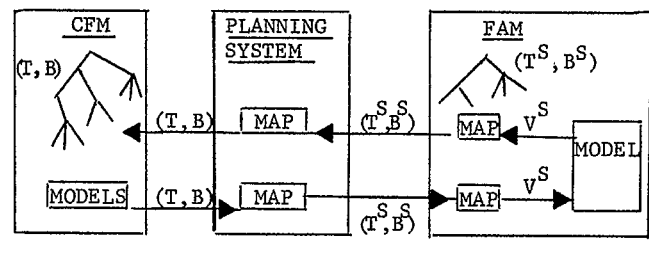 CFM
PLANNING
SYSTEM
FAM
(T,B)
(T^S,B^S)
(T,B)
MAP
(T^S,B^S)
MAP
V^S
MODEL
MODELS
(T,B)
MAP
(T^S,B^S)
MAP
V^S